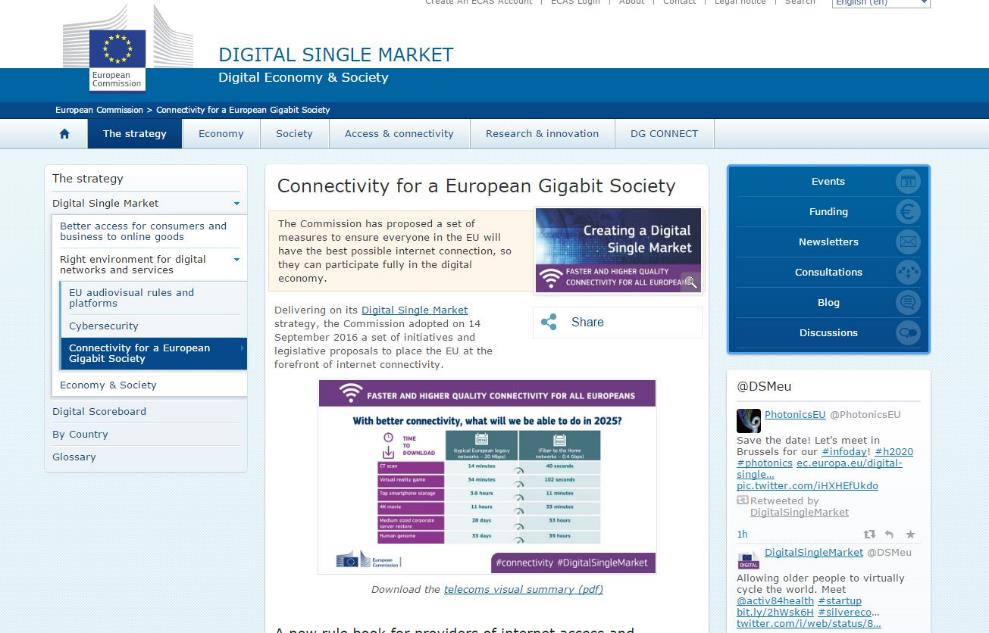 Create An ECAS Account | ECAS Login | About | Contact | Legal notice | Search
English (en)
European
Commission
DIGITAL SINGLE MARKET
Digital Economy & Society
European Commission > Connectivity for a European Gigabit Society
The strategy
Economy
Society
Access & connectivity
Research & innovation
DG CONNECT
The strategy
Digital Single Market
Better access for consumers and
business to online goods
Right environment for digital
networks and services
EU audiovisual rules and
platforms
Cybersecurity
Connectivity for a European
Gigabit Society
Economy & Society
Digital Scoreboard
By Country
Glossary
Connectivity for a European Gigabit Society
The Commission has proposed a set of
measures to ensure everyone in the EU will
have the best possible internet connection, so
they can participate fully in the digital
economy.
Creating a Digital
Single Market
FASTER AND HIGHER QUALITY
CONNECTIVITY FOR ALL EUROPEANS
Share
Delivering on its Digital Single Market
strategy, the Commission adopted on 14
September 2016 a set of initiatives and
legislative proposals to place the EU at the
forefront of internet connectivity.
FASTER AND HIGHER QUALITY CONNECTIVITY FOR ALL EUROPEANS
With better connectivity, what will we be able to do in 2025?
TIME
TO
DOWNLOAD
typical European legacy
networks - 20 Mbps)
(Fiber to the Home
networks - 0.4 Gbps)
CT scan 14 minutes 40 seconds
Virtual reality game 34 minutes 102 seconds
Top smartphone storage 3.6 hours 11 minutes
4K movie 11 hours 33 minutes
Medium sized corporate
server restore 28 days 33 hours
Human genome 33 days 39 hours
European
Commission
#connectivity #DigitalSingleMarket
Download the telecoms visual summary (pdf)
A new rule book for providers of internet access and
Events
Funding
Newsletters
Consultations
Blog
Discussions
@DSMeu
PhotonicsEU @PhotonicsEU
Save the date! Let's meet in
Brussels for our #infoday! #h2020
#photonics ec.europa.eu/digital-
single…
pic.twitter.com/iHXHEfUkdo
Retweeted by
DigitalSingleMarket
1h
DigitalSingleMarket @DSMeu
DIGITAL
Allowing older people to virtually
cycle the world. Meet
@activ84health #startup
bit.ly/2hWsk6H #silvereco…
twitter.com/i/web/status/8…